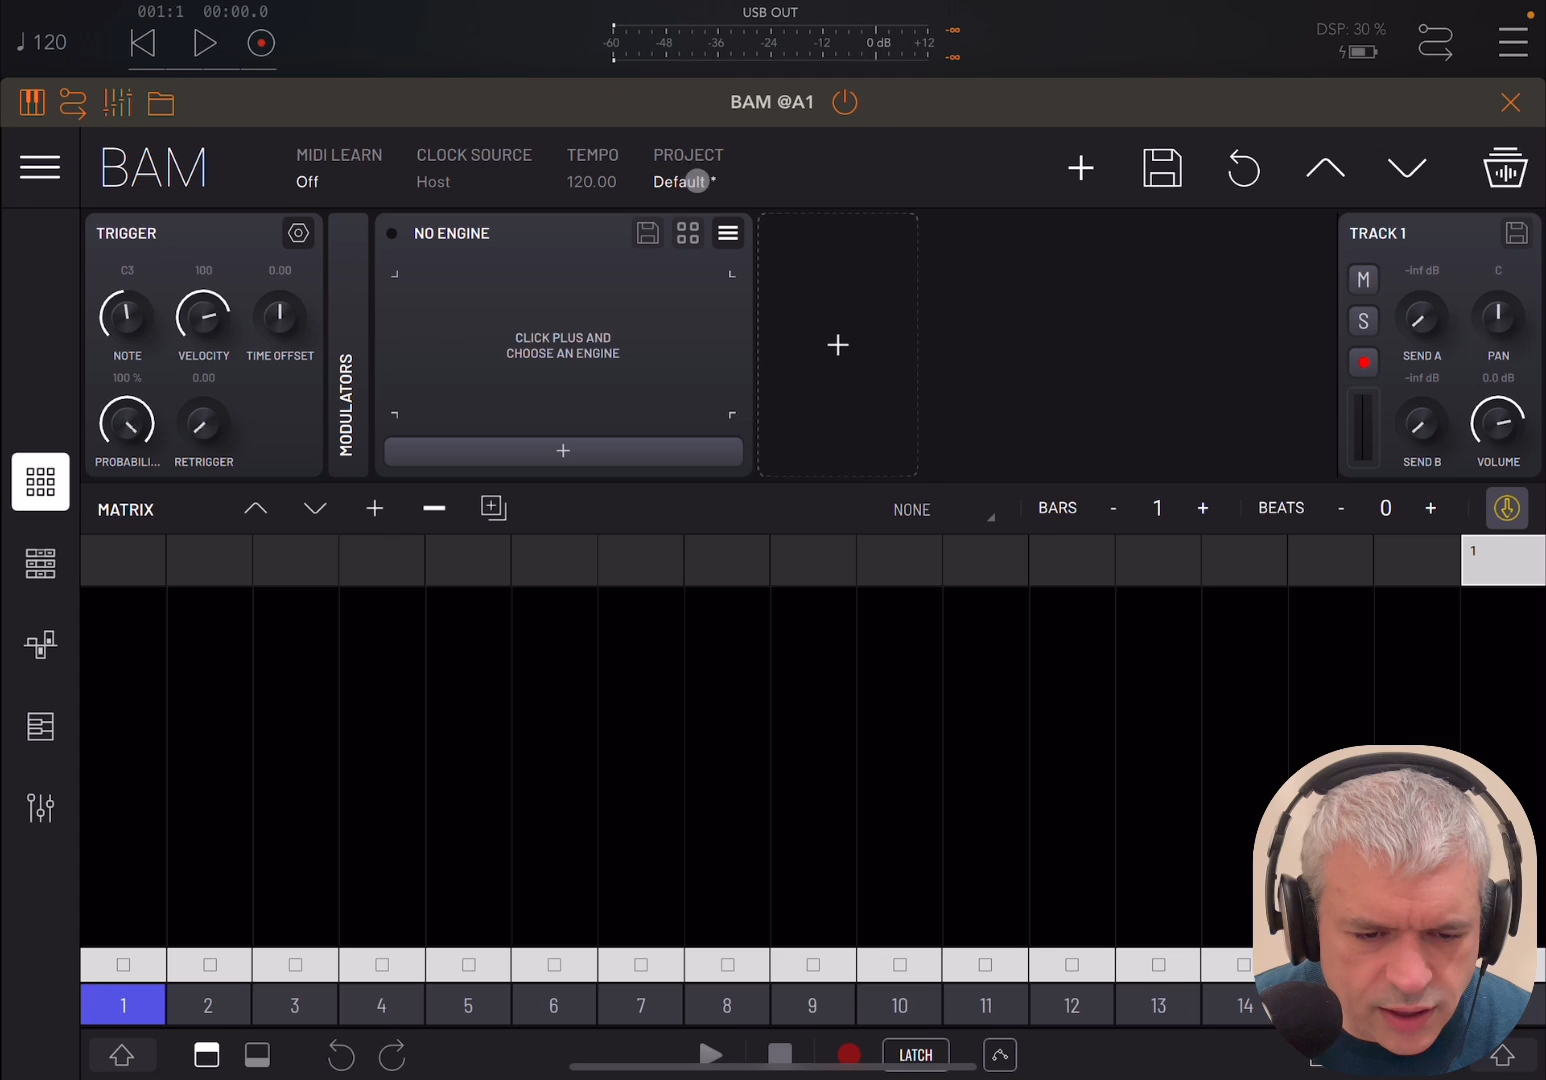 001:1 00:00.0
♩ 120
USB OUT
-60 -48 -36 -24 -12 0 dB +12
-∞
-∞
DSP: 30 %
BAM @A1
BAM
MIDI LEARN
Off
CLOCK SOURCE
Host
TEMPO
120.00
PROJECT
Default *
TRIGGER
C3 100 0.00
NOTE VELOCITY TIME OFFSET
100 % 0.00
PROBABILI... RETRIGGER
MODULATORS
NO ENGINE
CLICK PLUS AND
CHOOSE AN ENGINE
+
+
TRACK 1
M
S
-inf dB C
SEND A PAN
-inf dB 0.0 dB
SEND B VOLUME
MATRIX
NONE
BARS - 1 +
BEATS - 0 +
1
1 2 3 4 5 6 7 8 9 10 11 12 13 14
LATCH